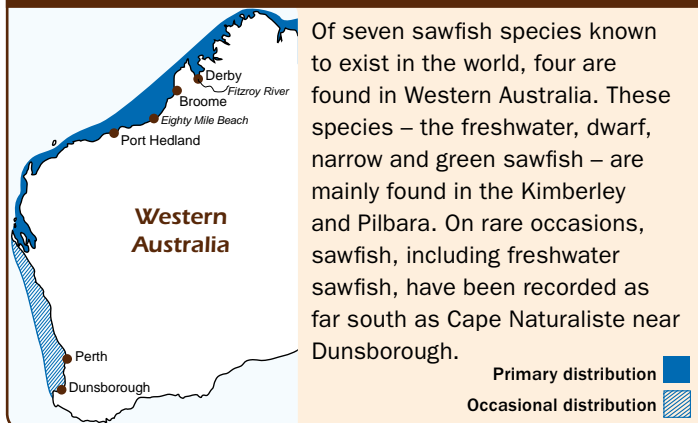 Derby
Fitzroy River
Broome
Eighty Mile Beach
Port Hedland
Western
Australia
Perth
Dunsborough
Of seven sawfish species known
to exist in the world, four are
found in Western Australia. These
species – the freshwater, dwarf,
narrow and green sawfish – are
mainly found in the Kimberley
and Pilbara. On rare occasions,
sawfish, including freshwater
sawfish, have been recorded as
far south as Cape Naturaliste near
Dunsborough.
Primary distribution
Occasional distribution